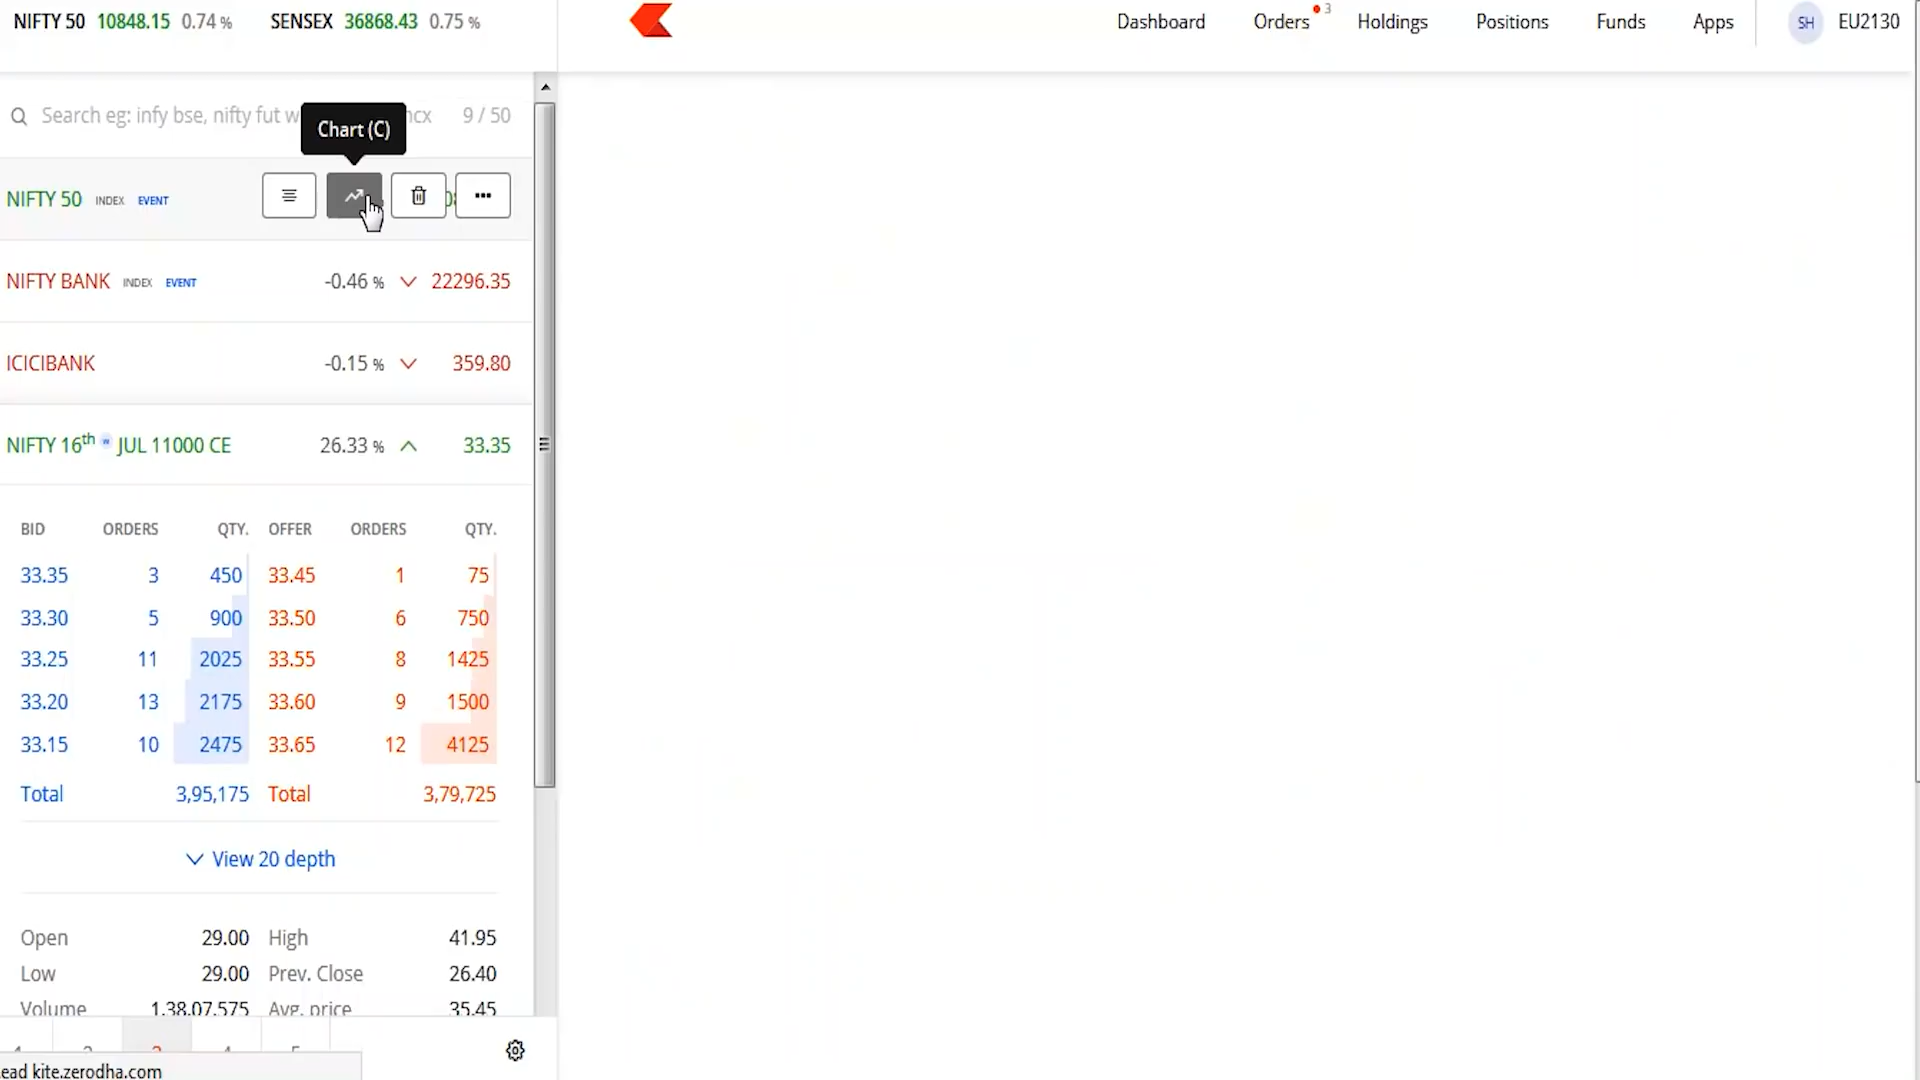 NIFTY 50 10848.15 0.74 % SENSEX 36868.43 0.75 %
Dashboard Orders 3 Holdings Positions Funds Apps SH EU2130
Search eg: infy bse, nifty fut w ncx 9 / 50
Chart (C)
NIFTY 50 INDEX EVENT
NIFTY BANK INDEX EVENT -0.46 % 22296.35
ICICIBANK -0.15 % 359.80
NIFTY 16th w JUL 11000 CE 26.33 % 33.35
BID ORDERS QTY. OFFER ORDERS QTY.
33.35 3 450 33.45 1 75
33.30 5 900 33.50 6 750
33.25 11 2025 33.55 8 1425
33.20 13 2175 33.60 9 1500
33.15 10 2475 33.65 12 4125
Total 3,95,175 Total 3,79,725
View 20 depth
Open 29.00 High 41.95
Low 29.00 Prev. Close 26.40
Volume 1,38,07,575 Avg. price 35.45
2 3 4 5
ead kite.zerodha.com